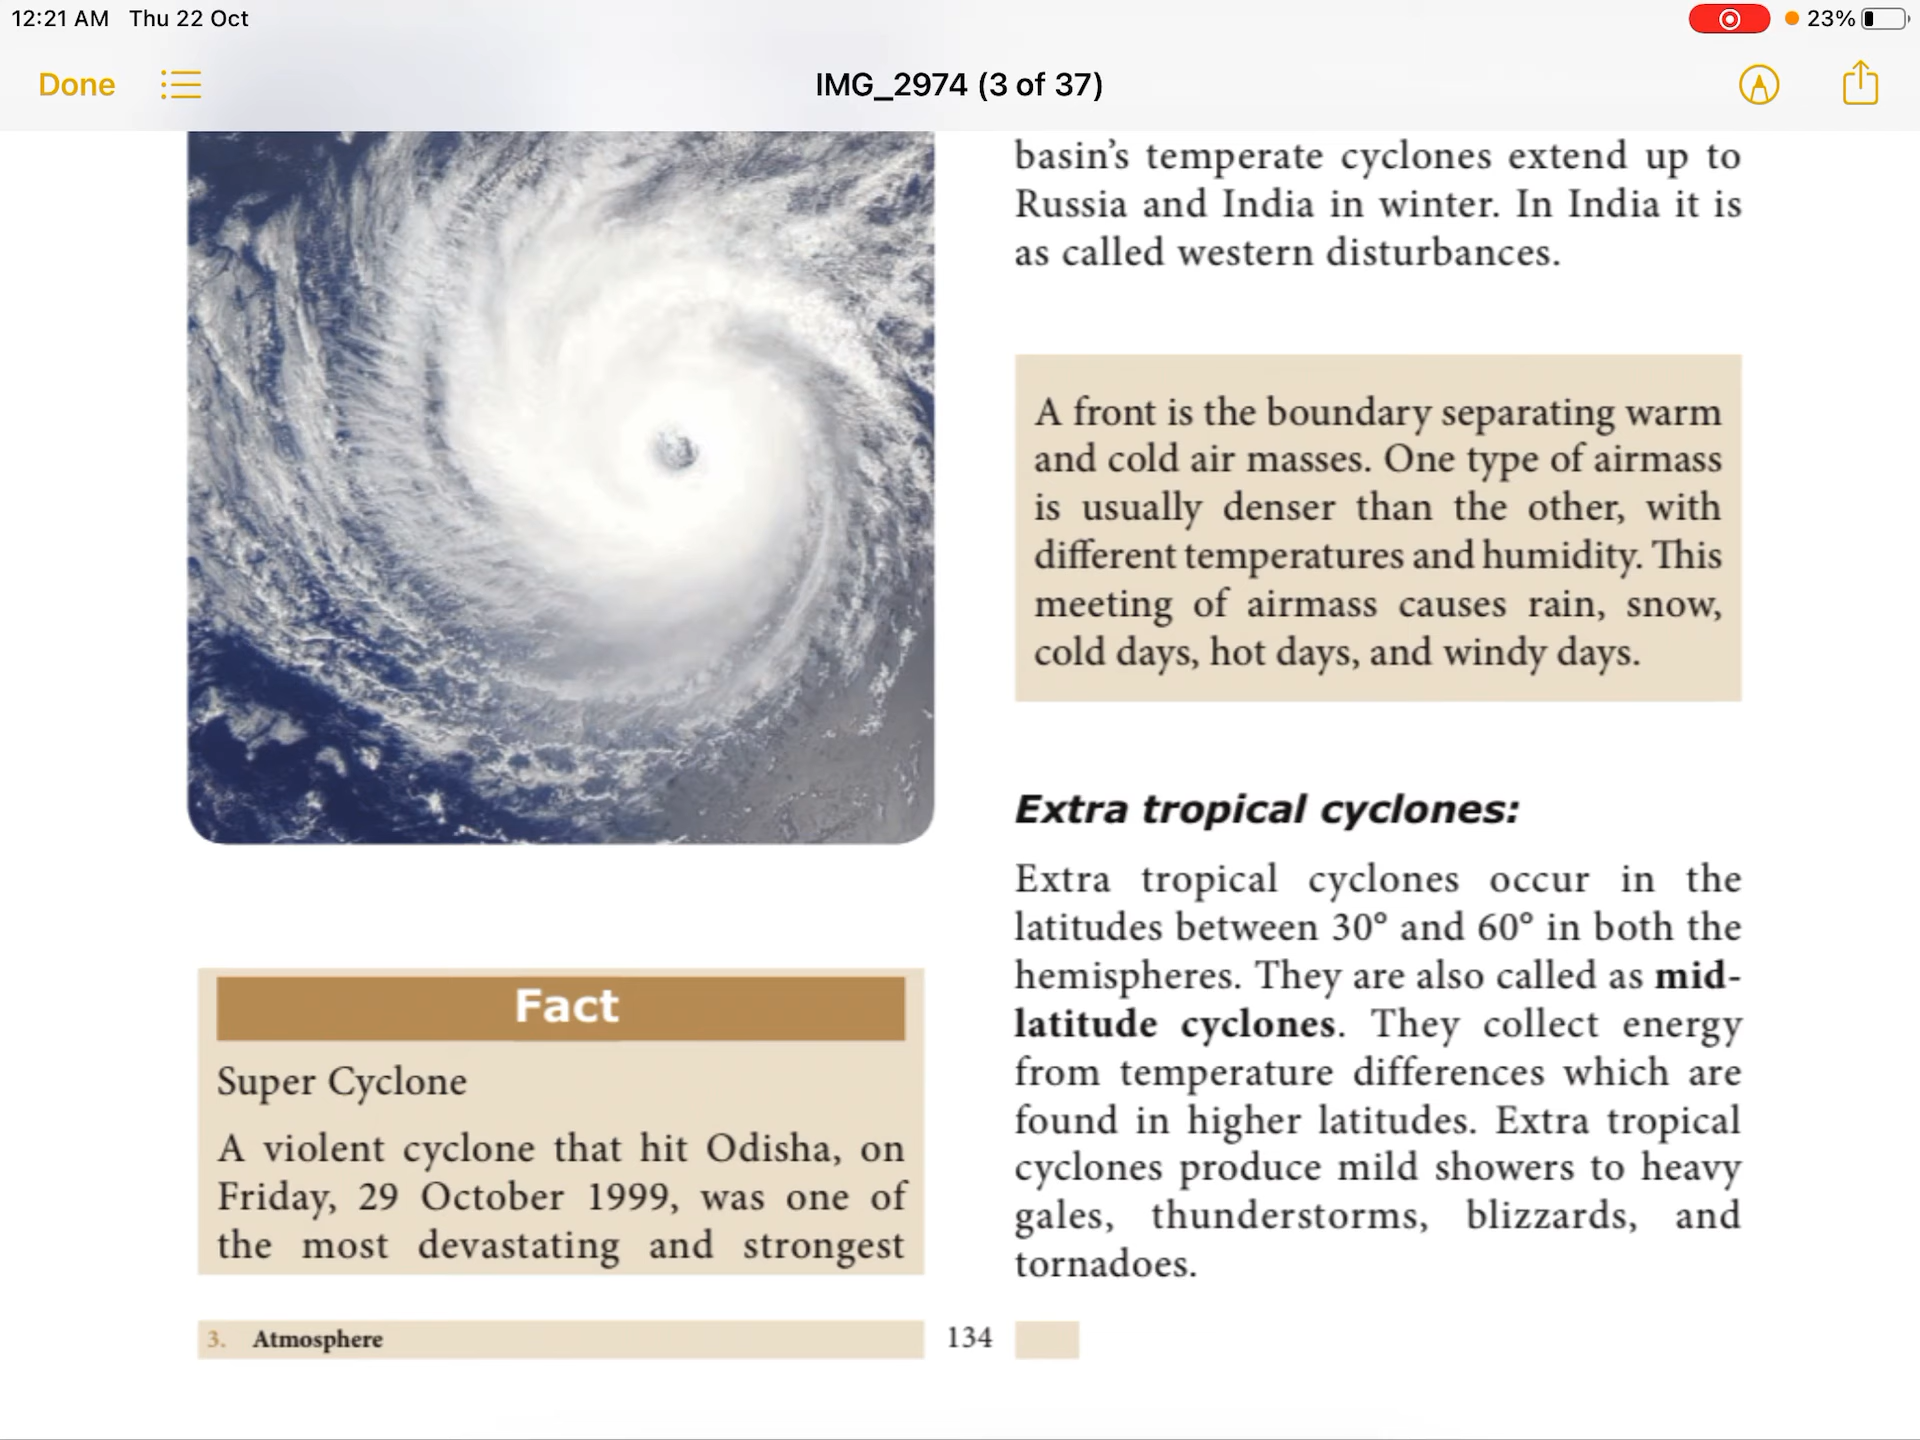 12:21 AM Thu 22 Oct
23%
Done
IMG_2974 (3 of 37)
Fact
Super Cyclone
A violent cyclone that hit Odisha, on
Friday, 29 October 1999, was one of
the most devastating and strongest
basin’s temperate cyclones extend up to
Russia and India in winter. In India it is
as called western disturbances.
A front is the boundary separating warm
and cold air masses. One type of airmass
is usually denser than the other, with
different temperatures and humidity. This
meeting of airmass causes rain, snow,
cold days, hot days, and windy days.
Extra tropical cyclones:
Extra tropical cyclones occur in the
latitudes between 30° and 60° in both the
hemispheres. They are also called as mid-
latitude cyclones. They collect energy
from temperature differences which are
found in higher latitudes. Extra tropical
cyclones produce mild showers to heavy
gales, thunderstorms, blizzards, and
tornadoes.
3. Atmosphere
134